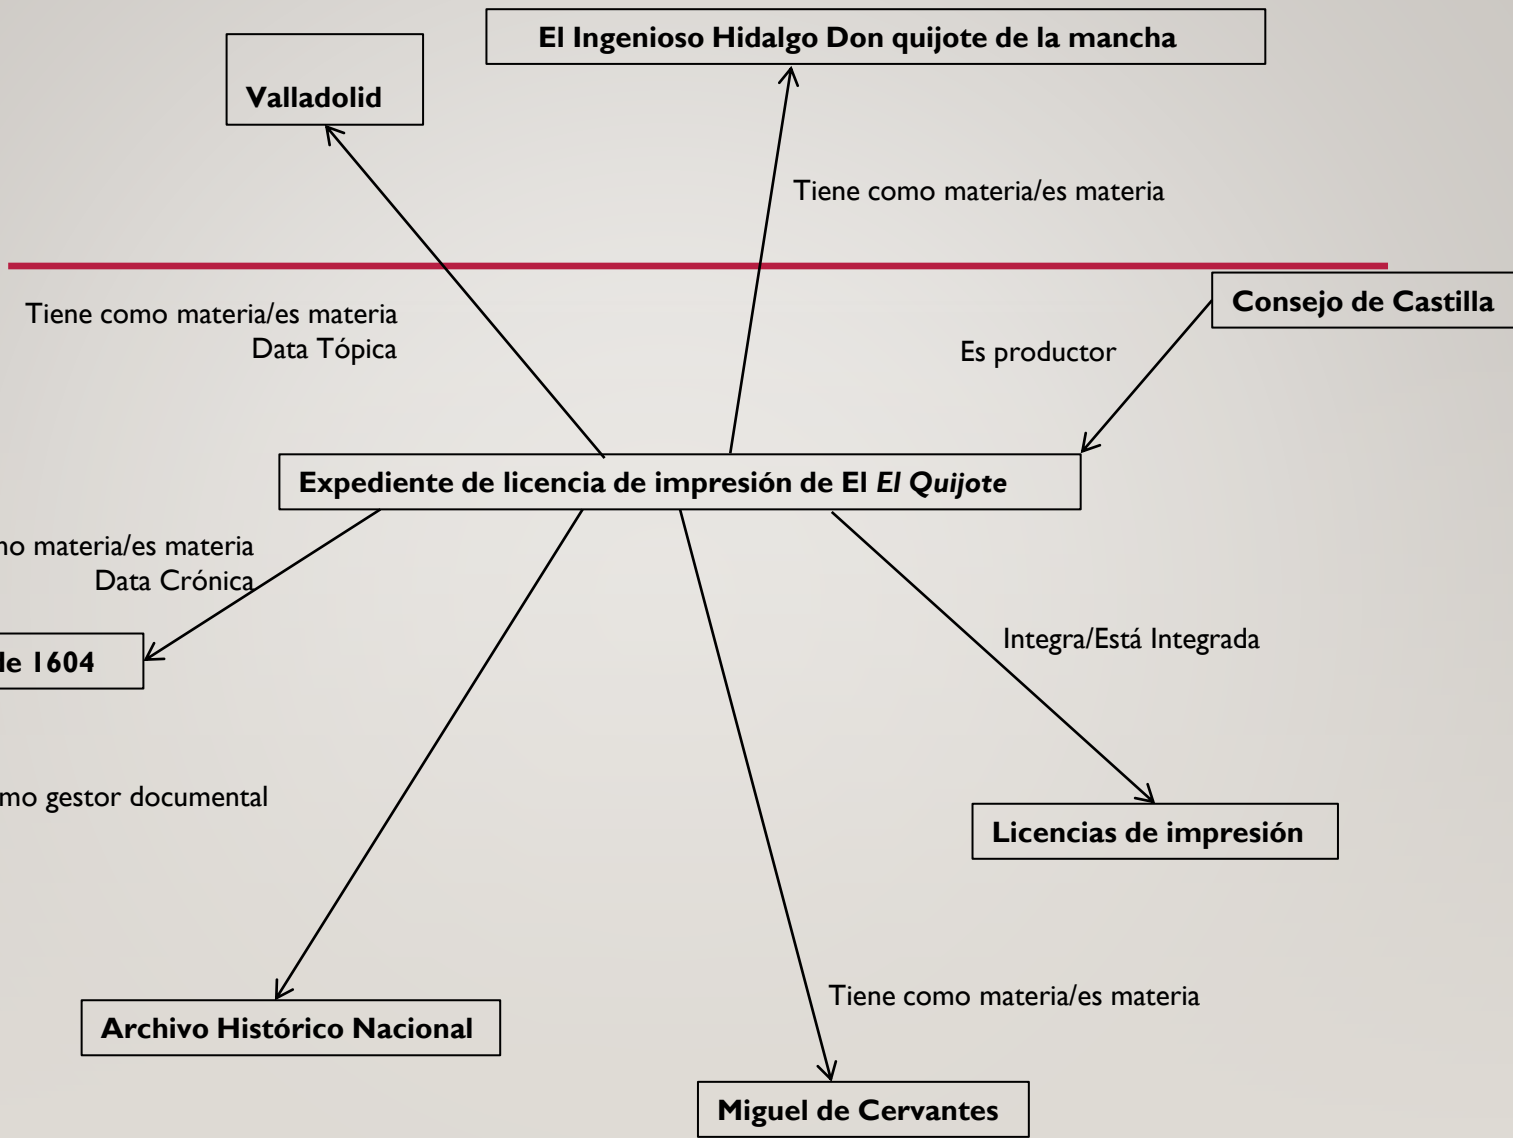 El Ingenioso Hidalgo Don quijote de la mancha
Valladolid
Tiene como materia/es materia
Consejo de Castilla
Tiene como materia/es materia
Data Tópica
Es productor
Expediente de licencia de impresión de El El Quijote
materia/es materia
Data Crónica
1604
Integra/Está Integrada
gestor documental
Licencias de impresión
Tiene como materia/es materia
Archivo Histórico Nacional
Miguel de Cervantes